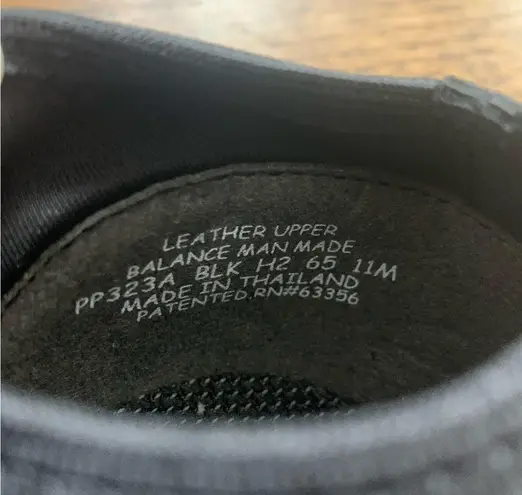 LEATHER UPPER
BALANCE MAN MADE
PP323A BLK H2 65 11M
MADE IN THAILAND
PATENTED.RN#63356